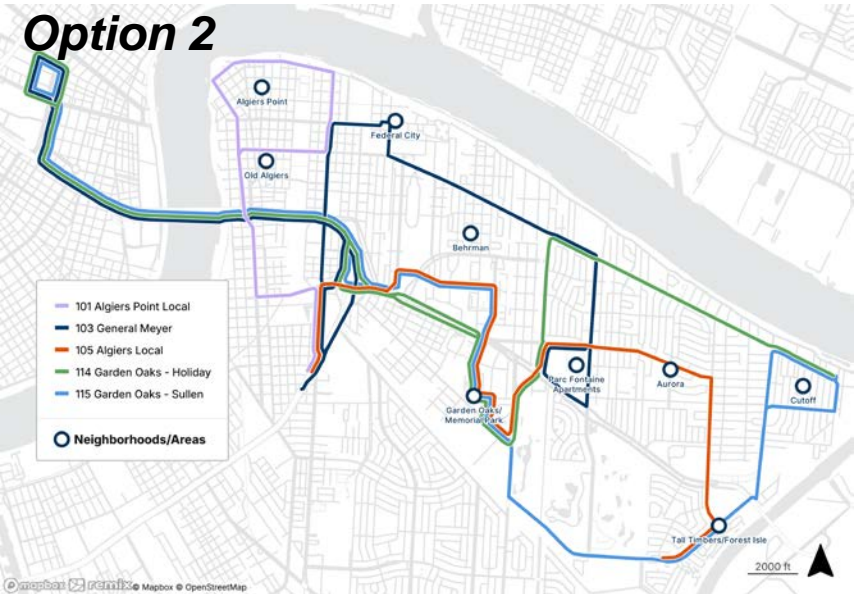 Option 2
Algiers Point
Federal City
Old Algiers
Behrman
101 Algiers Point Local
103 General Meyer
105 Algiers Local
114 Garden Oaks - Holiday
115 Garden Oaks - Sullen
Neighborhoods/Areas
Parc Fontaine
Apartments
Aurora
Cutoff
Garden Oaks/
Memorial Park
Tall Timbers/Forest Isle
2000 ft
mapbox remix © Mapbox © OpenStreetMap